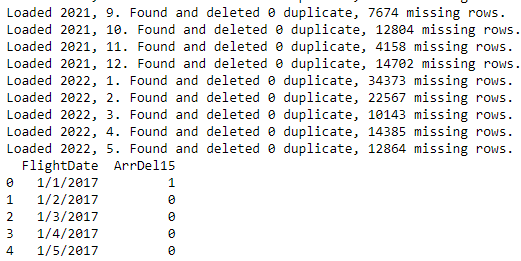 Loaded 2021, 9. Found and deleted 0 duplicate, 7674 missing rows.
Loaded 2021, 10. Found and deleted 0 duplicate, 12804 missing rows.
Loaded 2021, 11. Found and deleted 0 duplicate, 4158 missing rows.
Loaded 2021, 12. Found and deleted 0 duplicate, 14702 missing rows.
Loaded 2022, 1. Found and deleted 0 duplicate, 34373 missing rows.
Loaded 2022, 2. Found and deleted 0 duplicate, 22567 missing rows.
Loaded 2022, 3. Found and deleted 0 duplicate, 10143 missing rows.
Loaded 2022, 4. Found and deleted 0 duplicate, 14385 missing rows.
Loaded 2022, 5. Found and deleted 0 duplicate, 12864 missing rows.
FlightDate ArrDel15
0 1/1/2017 1
1 1/2/2017 0
2 1/3/2017 0
3 1/4/2017 0
4 1/5/2017 0